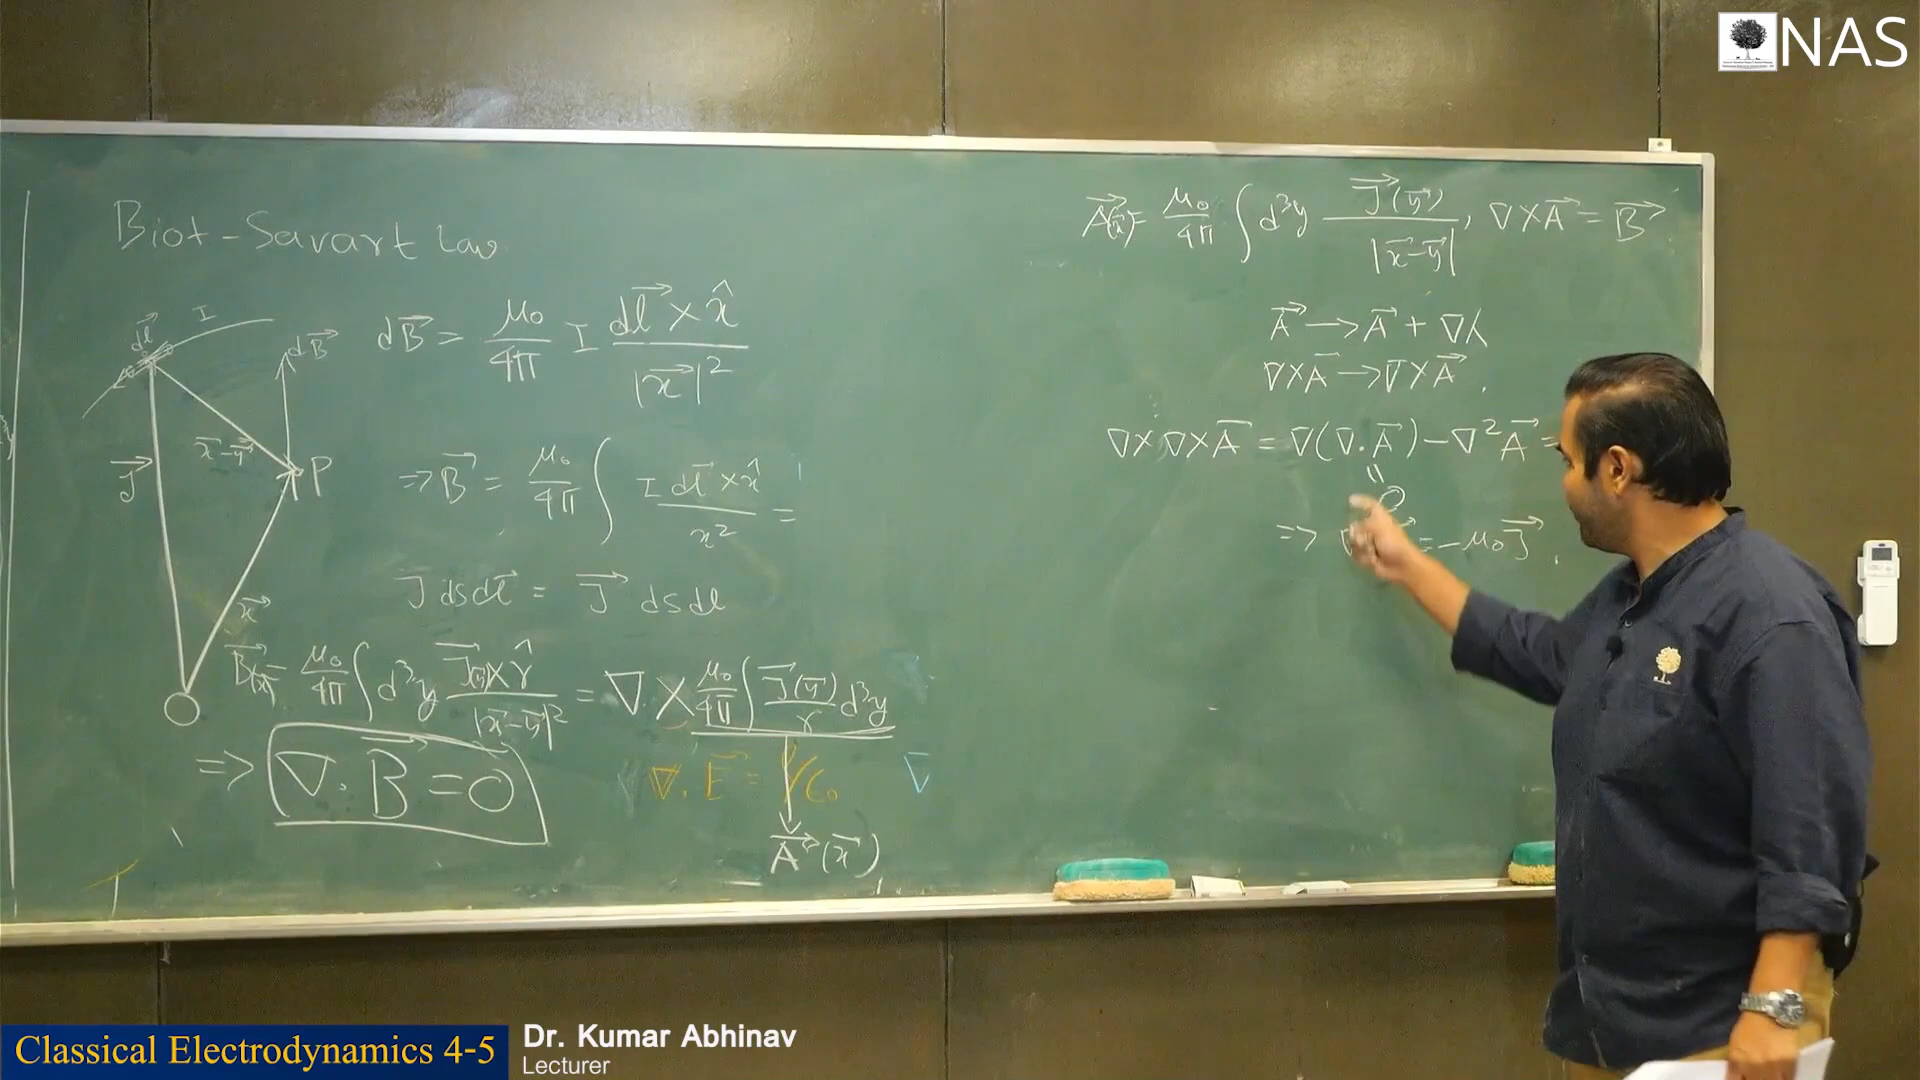 NAS
Biot-Savart Law
I
dl⃗
dB⃗
x⃗-y⃗
P
J⃗
x⃗
dB⃗ = μ₀/4π I dl⃗ × x̂ / |x⃗|²
⇒ B⃗ = μ₀/4π ∫ I dl⃗ × x̂ / x² =
J ds dl⃗ = J⃗ ds dl
B⃗(x⃗) = μ₀/4π ∫ d³y J⃗(y⃗) × r̂ / |x⃗-y⃗|² = ∇ × μ₀/4π ∫ J⃗(y⃗)/r d³y
⇒ ∇·B⃗ = 0
∇·E⃗ = ρ/ε₀
∇
A⃗(x⃗)
A⃗(x⃗) = μ₀/4π ∫ d³y J⃗(y⃗) / |x⃗-y⃗| , ∇×A⃗ = B⃗
A⃗ → A⃗ + ∇λ
∇×A⃗ → ∇×A⃗ .
∇×∇×A⃗ = ∇(∇·A⃗) - ∇²A⃗ =
"
0
⇒ = -μ₀J⃗ .
Classical Electrodynamics 4-5
Dr. Kumar Abhinav
Lecturer